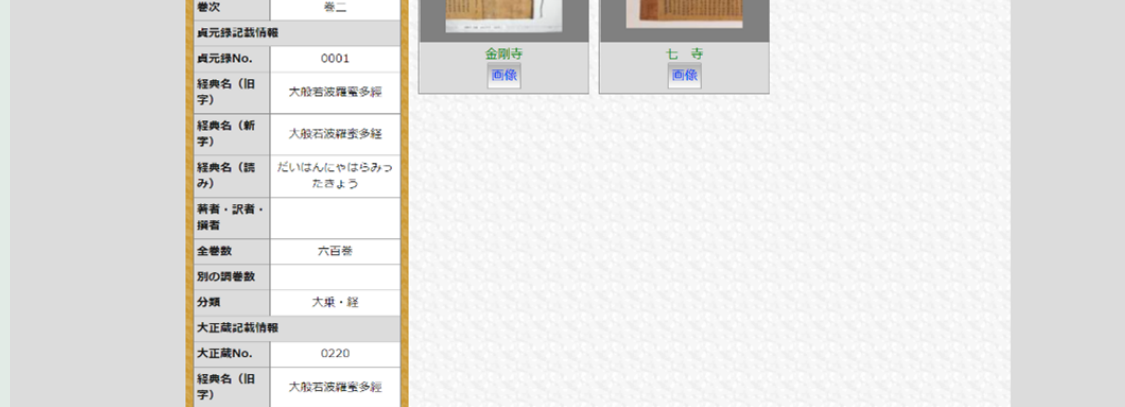 巻次
巻二
貞元録記載情報
貞元録No.
0001
経典名（旧
字）
大般若波羅蜜多經
経典名（新
字）
大般若波羅蜜多経
経典名（読
み）
だいはんにゃはらみっ
たきょう
著者・訳者・
撰者
全巻数
六百巻
別の調巻数
分類
大乗・経
大正蔵記載情報
大正蔵No.
0220
経典名（旧
字）
大般若波羅蜜多經
金剛寺
画像
七　寺
画像